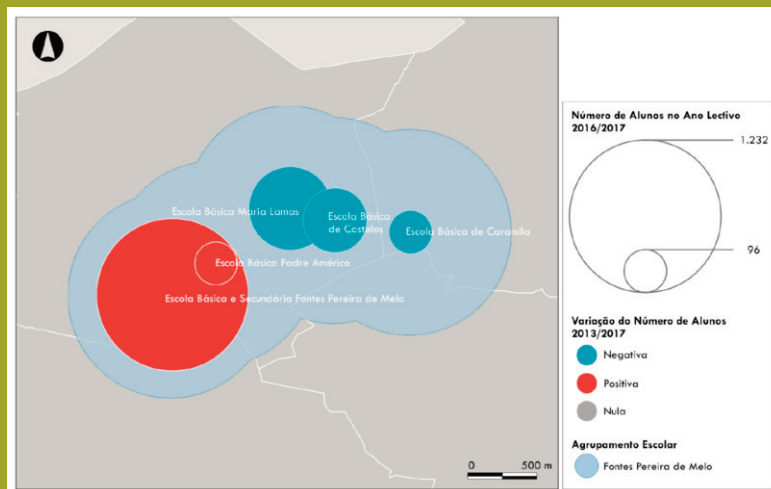 Escola Básica Maria Lamas
Escola Básica
de Costelos
Escola Básica de Caramila
Escola Básica Padre Américo
Escola Básica e Secundária Fontes Pereira de Melo
0 500 m
Número de Alunos no Ano Lectivo
2016/2017
1.232
96
Variação do Número de Alunos
2013/2017
Negativa
Positiva
Nula
Agrupamento Escolar
Fontes Pereira de Melo